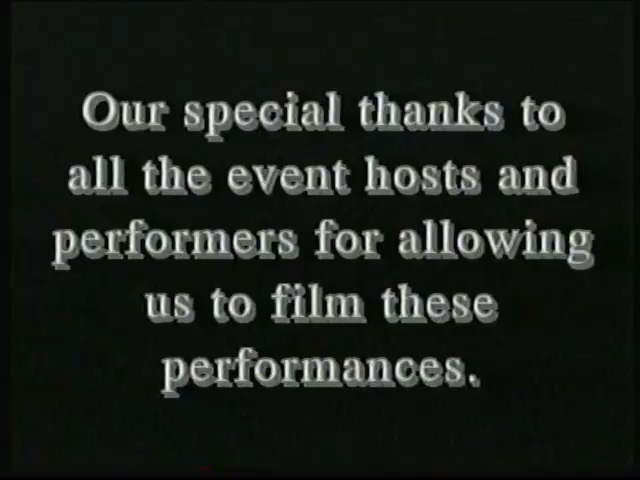 Our special thanks to
all the event hosts and
performers for allowing
us to film these
performances.